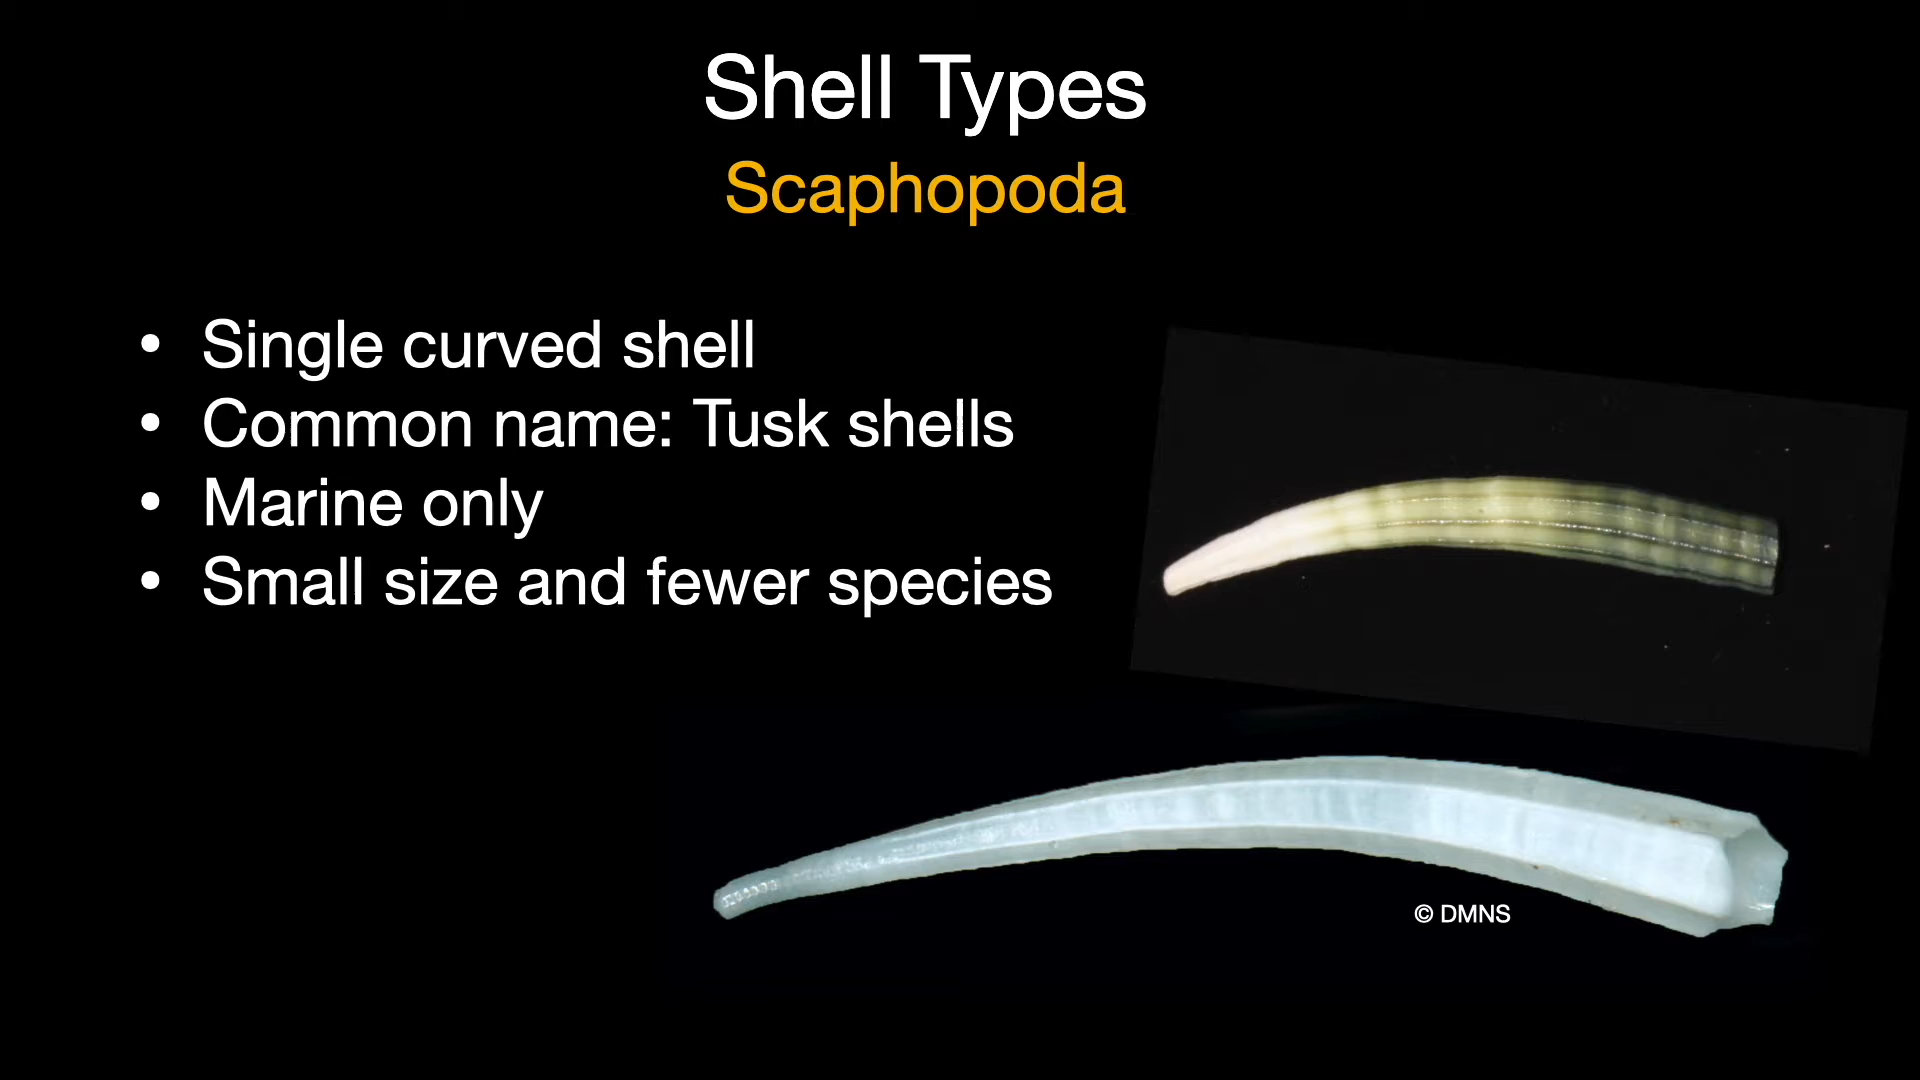 Shell Types
Scaphopoda
• Single curved shell
• Common name: Tusk shells
• Marine only
• Small size and fewer species
© DMNS